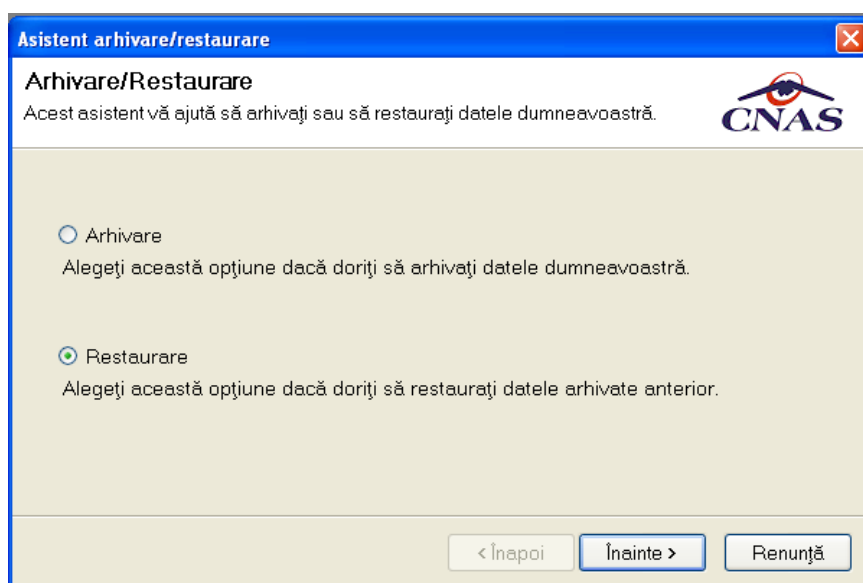 Asistent arhivare/restaurare
Arhivare/Restaurare
Acest asistent vă ajută să arhivaţi sau să restauraţi datele dumneavoastră.
CNAS
Arhivare
Alegeţi această opţiune dacă doriţi să arhivaţi datele dumneavoastră.
Restaurare
Alegeţi această opţiune dacă doriţi să restauraţi datele arhivate anterior.
< Înapoi Înainte > Renunţă